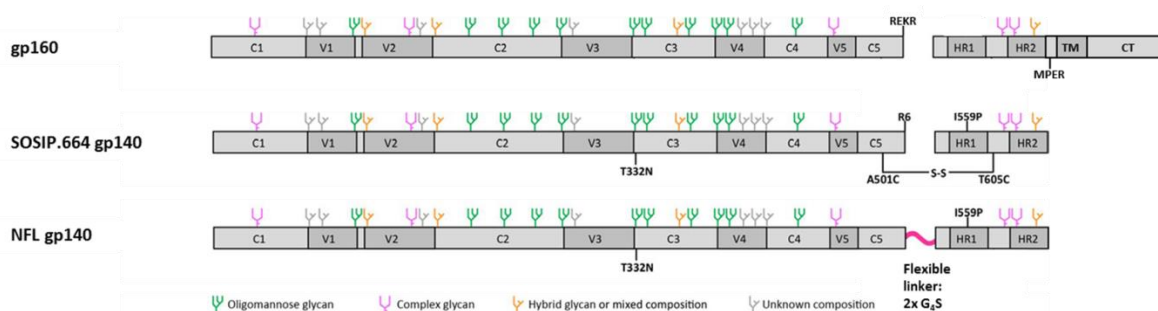 REKR
gp160
C1 V1 V2 C2 V3 C3 V4 C4 V5 C5 HR1 HR2 TM CT
MPER
R6 I559P
SOSIP.664 gp140
C1 V1 V2 C2 V3 C3 V4 C4 V5 C5 HR1 HR2
T332N A501C S-S T605C
I559P
NFL gp140
C1 V1 V2 C2 V3 C3 V4 C4 V5 C5 HR1 HR2
T332N
Flexible
linker:
2x G₄S
Oligomannose glycan Complex glycan Hybrid glycan or mixed composition Unknown composition